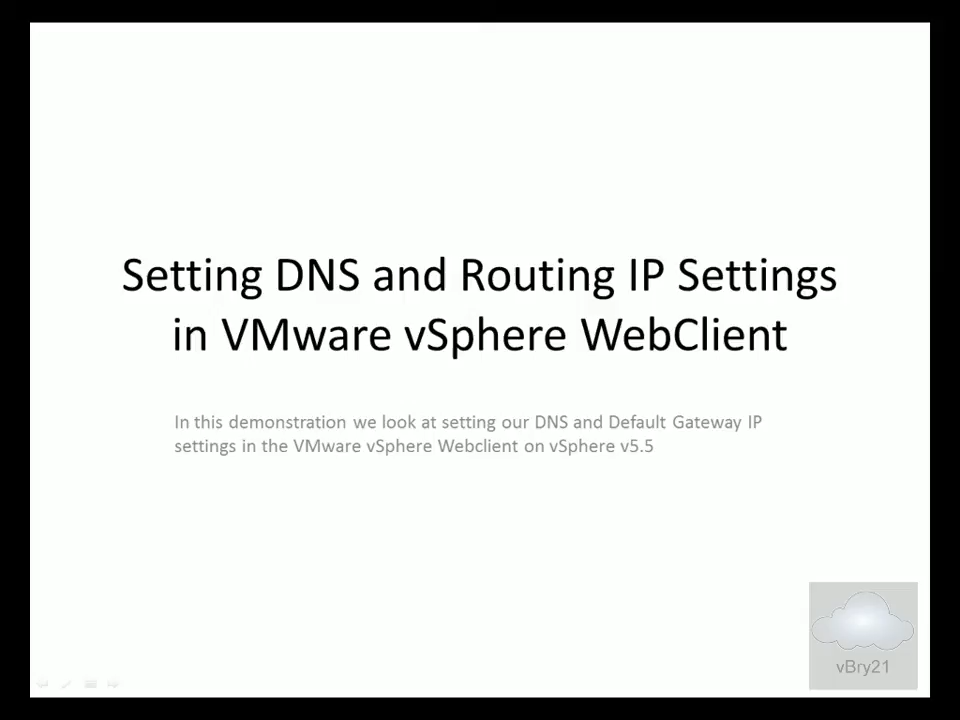 Setting DNS and Routing IP Settings
in VMware vSphere WebClient
In this demonstration we look at setting our DNS and Default Gateway IP
settings in the VMware vSphere Webclient on vSphere v5.5
vBry21